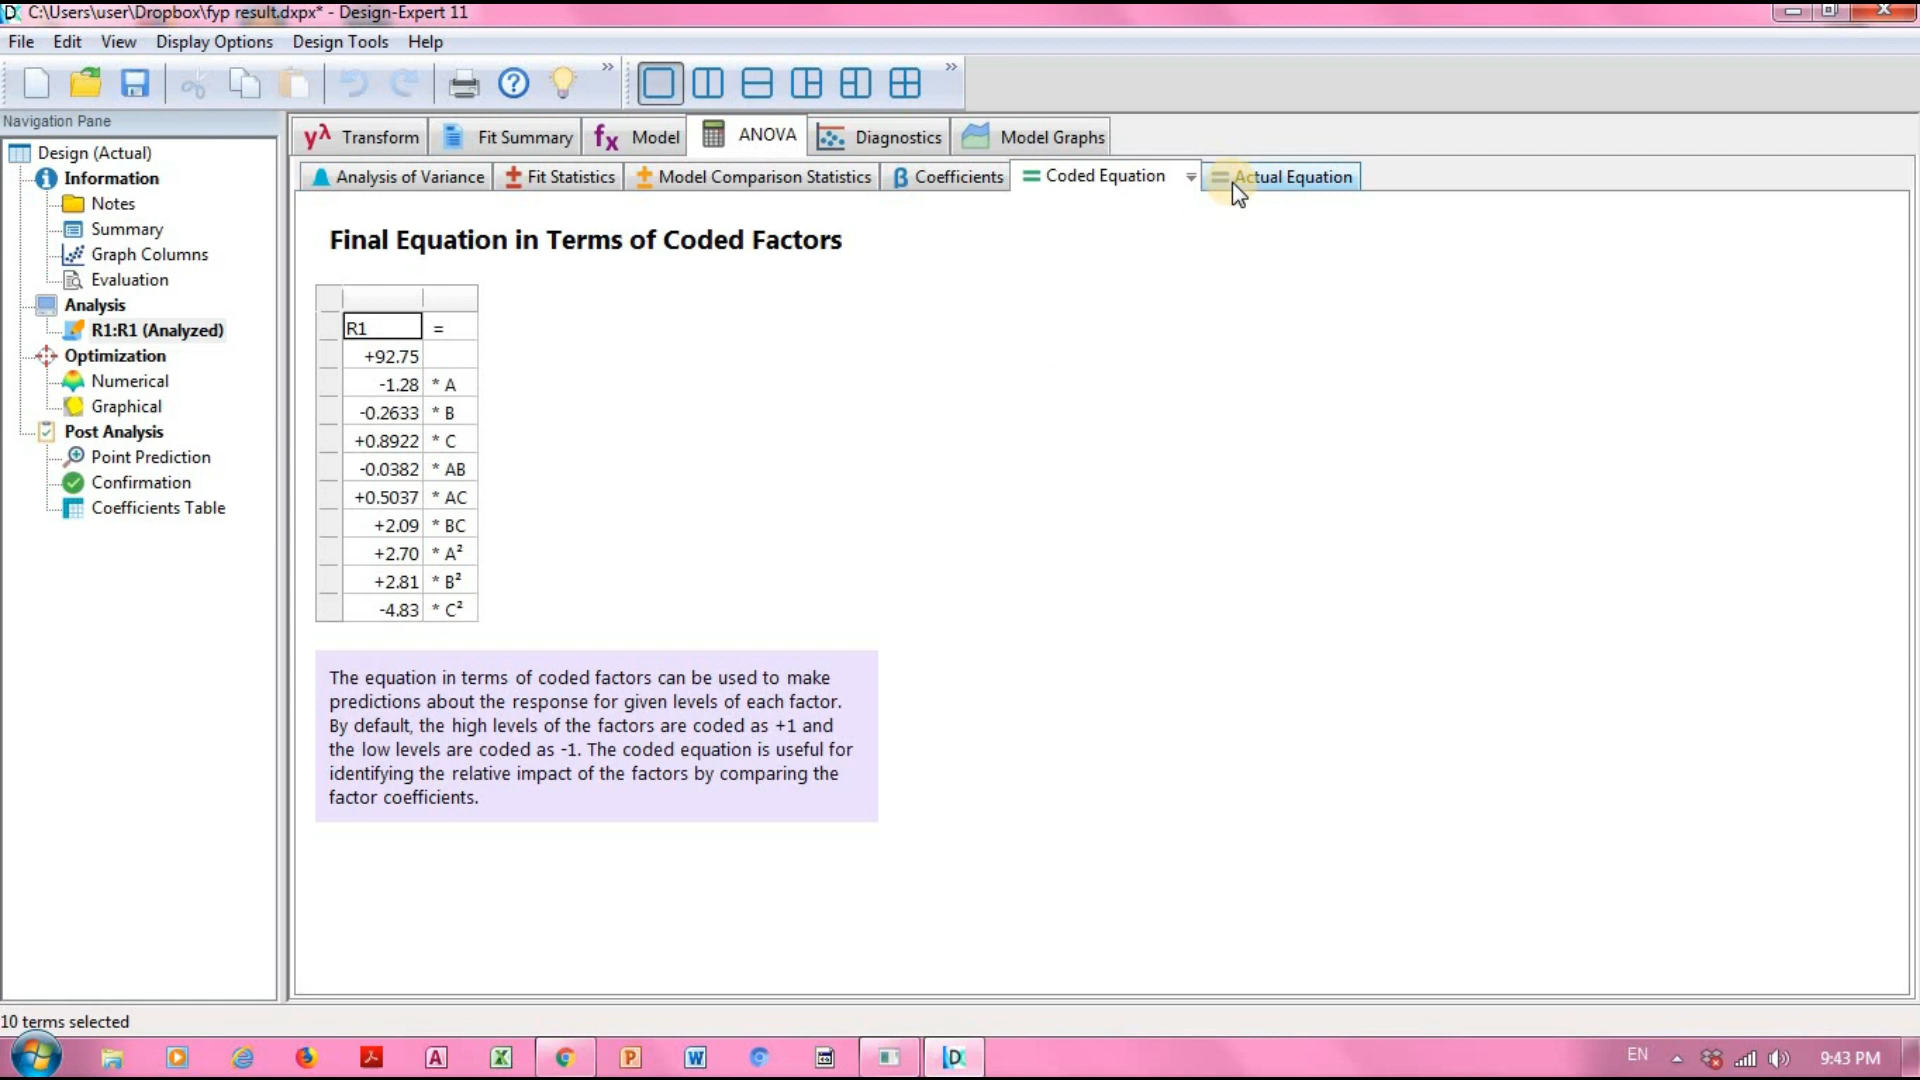 C:\Users\user\Dropbox\fyp result.dxpx* - Design-Expert 11
File Edit View Display Options Design Tools Help
Navigation Pane
Design (Actual)
Information
Notes
Summary
Graph Columns
Evaluation
Analysis
R1:R1 (Analyzed)
Optimization
Numerical
Graphical
Post Analysis
Point Prediction
Confirmation
Coefficients Table
yλ Transform Fit Summary fx Model ANOVA Diagnostics Model Graphs
Analysis of Variance Fit Statistics Model Comparison Statistics β Coefficients Coded Equation Actual Equation
Final Equation in Terms of Coded Factors
R1 =
+92.75
-1.28 * A
-0.2633 * B
+0.8922 * C
-0.0382 * AB
+0.5037 * AC
+2.09 * BC
+2.70 * A²
+2.81 * B²
-4.83 * C²
The equation in terms of coded factors can be used to make
predictions about the response for given levels of each factor.
By default, the high levels of the factors are coded as +1 and
the low levels are coded as -1. The coded equation is useful for
identifying the relative impact of the factors by comparing the
factor coefficients.
10 terms selected
EN 9:43 PM